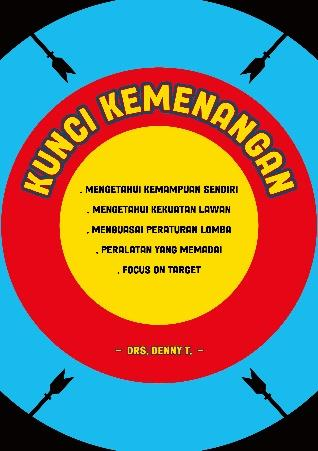 KUNCI KEMENANGAN
. MENGETAHUI KEMAMPUAN SENDIRI
. MENGETAHUI KEKUATAN LAWAN
. MENGUASAI PERATURAN LOMBA
. PERALATAN YANG MEMADAI
. FOCUS ON TARGET
- DRS, DENNY T. -